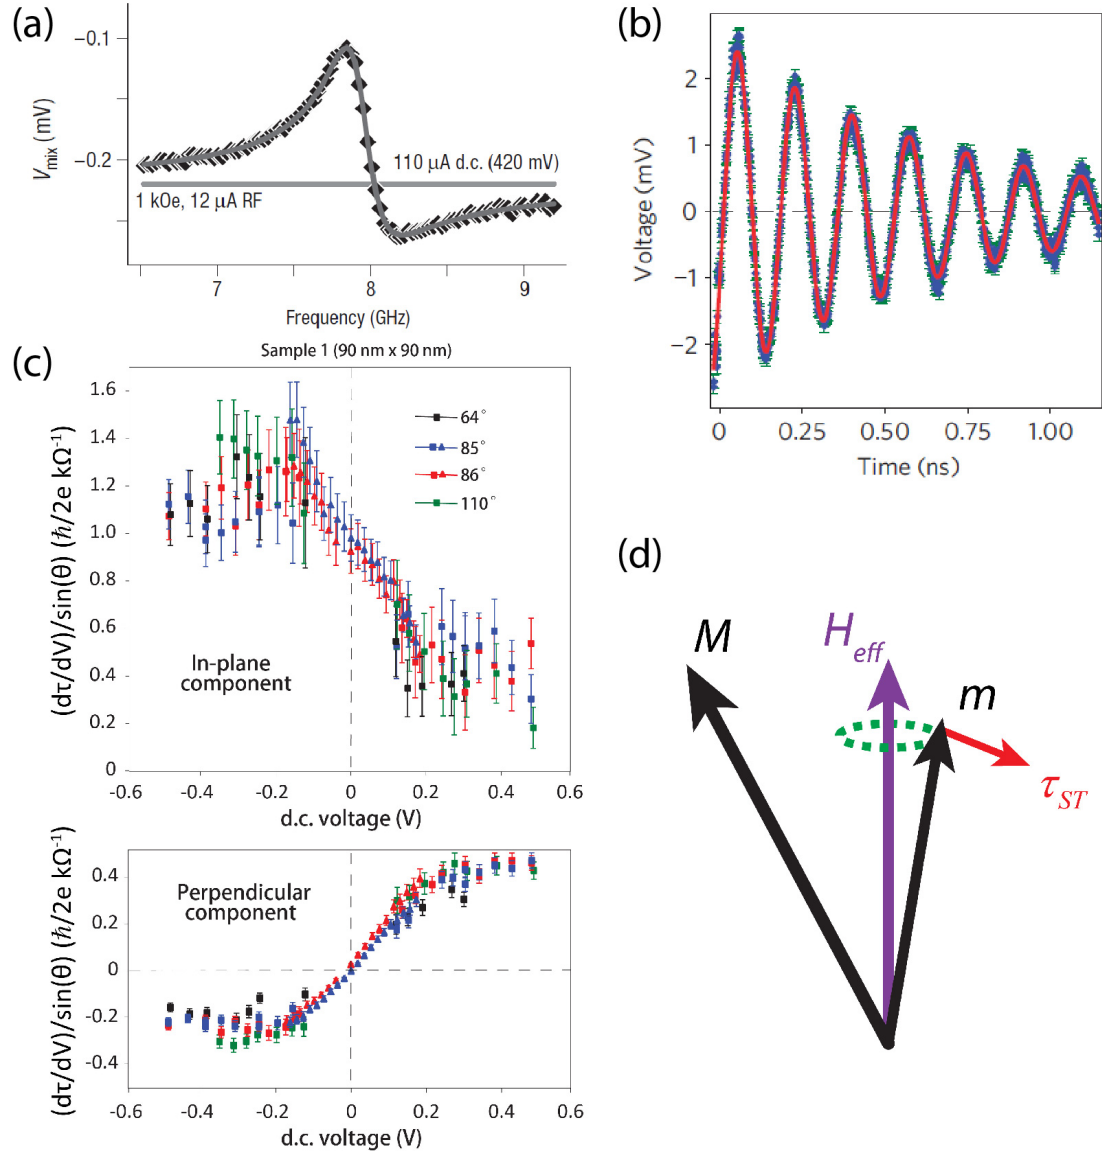 (a)
−0.1
−0.2
V_mix (mV)
110 μA d.c. (420 mV)
1 kOe, 12 μA RF
7 8 9
Frequency (GHz)
(b)
2
1
0
−1
−2
Voltage (mV)
0 0.25 0.50 0.75 1.00
Time (ns)
(c)
Sample 1 (90 nm x 90 nm)
1.6
1.4
1.2
1.0
0.8
0.6
0.4
0.2
0
(dτ/dV)/sin(θ) (ħ/2e kΩ⁻¹)
64°
85°
86°
110°
In-plane
component
-0.6 -0.4 -0.2 0 0.2 0.4 0.6
d.c. voltage (V)
0.4
0.2
0
-0.2
-0.4
(dτ/dV)/sin(θ) (ħ/2e kΩ⁻¹)
Perpendicular
component
-0.6 -0.4 -0.2 0 0.2 0.4 0.6
d.c. voltage (V)
(d)
M
H_eff
m
τ_ST